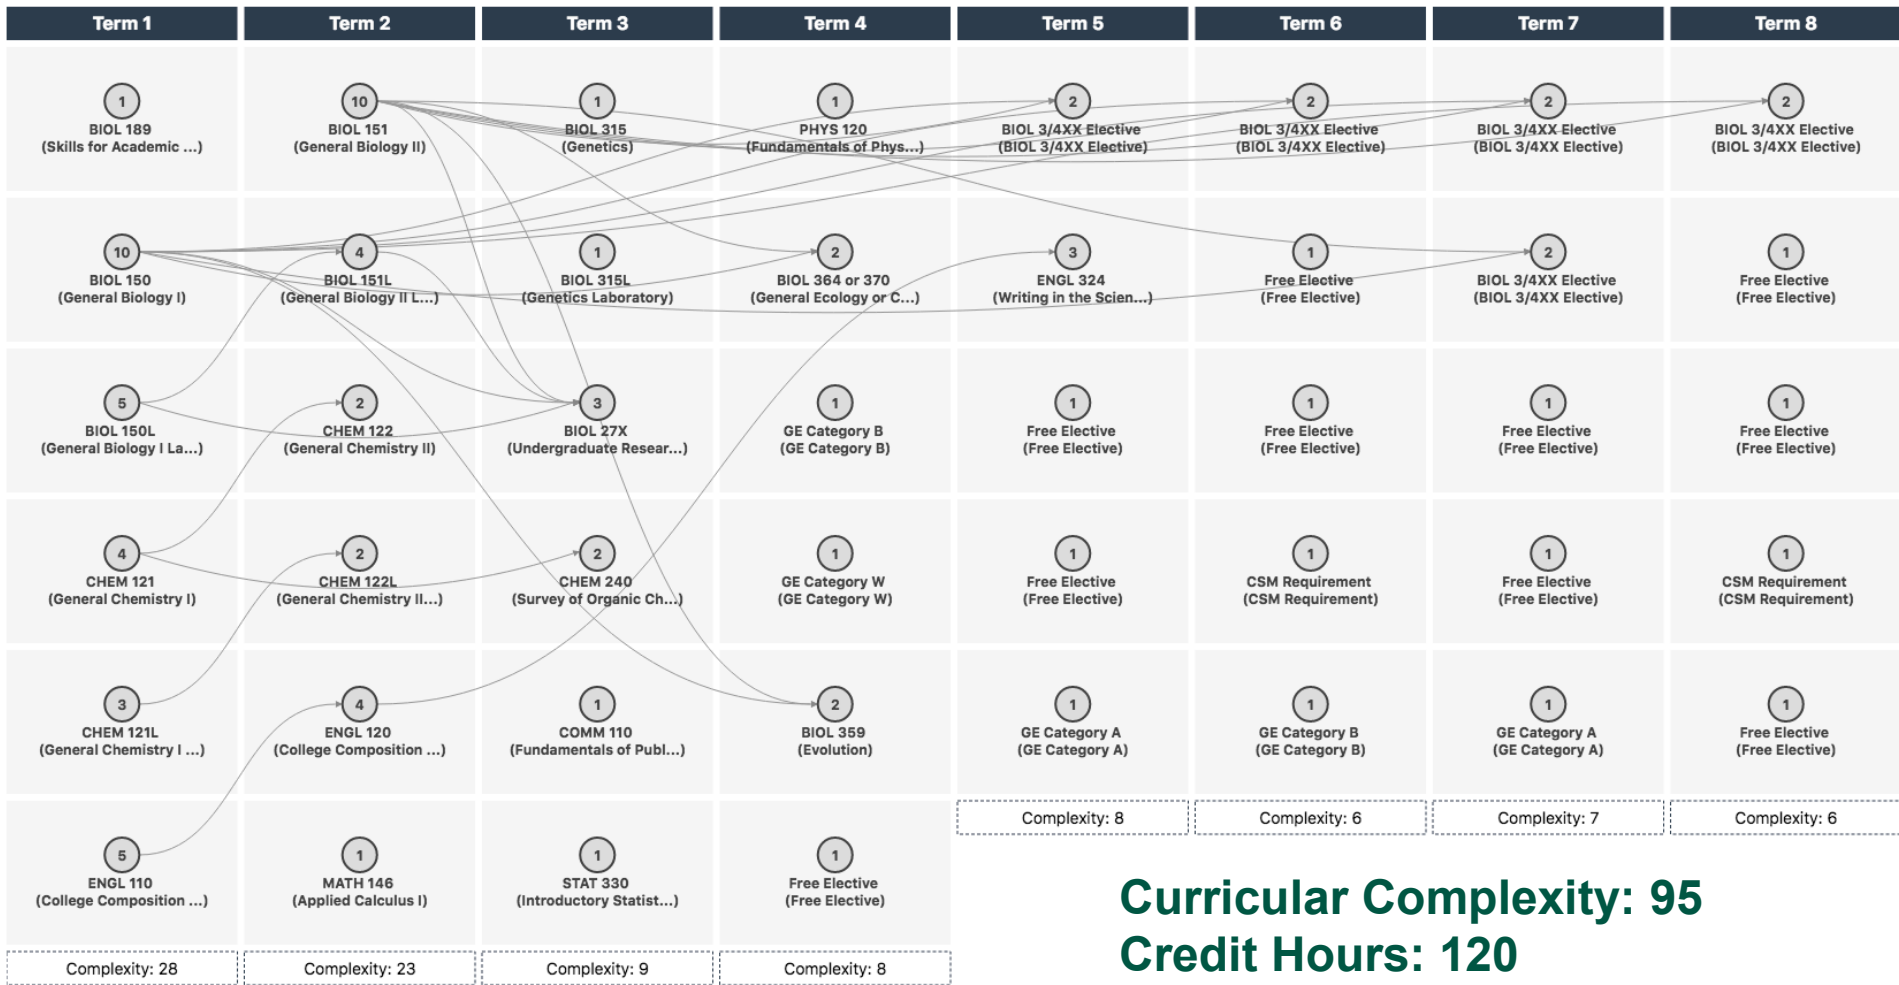 Term 1
Term 2
Term 3
Term 4
Term 5
Term 6
Term 7
Term 8
1
BIOL 189
(Skills for Academic ...)
10
BIOL 151
(General Biology II)
1
BIOL 315
(Genetics)
1
PHYS 120
(Fundamentals of Phys...)
2
BIOL 3/4XX Elective
(BIOL 3/4XX Elective)
2
BIOL 3/4XX Elective
(BIOL 3/4XX Elective)
2
BIOL 3/4XX Elective
(BIOL 3/4XX Elective)
2
BIOL 3/4XX Elective
(BIOL 3/4XX Elective)
10
BIOL 150
(General Biology I)
4
BIOL 151L
(General Biology II L...)
1
BIOL 315L
(Genetics Laboratory)
2
BIOL 364 or 370
(General Ecology or C...)
3
ENGL 324
(Writing in the Scien...)
1
Free Elective
(Free Elective)
2
BIOL 3/4XX Elective
(BIOL 3/4XX Elective)
1
Free Elective
(Free Elective)
5
BIOL 150L
(General Biology I La...)
2
CHEM 122
(General Chemistry II)
3
BIOL 27X
(Undergraduate Resear...)
1
GE Category B
(GE Category B)
1
Free Elective
(Free Elective)
1
Free Elective
(Free Elective)
1
Free Elective
(Free Elective)
1
Free Elective
(Free Elective)
4
CHEM 121
(General Chemistry I)
2
CHEM 122L
(General Chemistry II...)
2
CHEM 240
(Survey of Organic Ch...)
1
GE Category W
(GE Category W)
1
Free Elective
(Free Elective)
1
CSM Requirement
(CSM Requirement)
1
Free Elective
(Free Elective)
1
CSM Requirement
(CSM Requirement)
3
CHEM 121L
(General Chemistry I ...)
4
ENGL 120
(College Composition ...)
1
COMM 110
(Fundamentals of Publ...)
2
BIOL 359
(Evolution)
1
GE Category A
(GE Category A)
1
GE Category B
(GE Category B)
1
GE Category A
(GE Category A)
1
Free Elective
(Free Elective)
5
ENGL 110
(College Composition ...)
1
MATH 146
(Applied Calculus I)
1
STAT 330
(Introductory Statist...)
1
Free Elective
(Free Elective)
Complexity: 8
Complexity: 6
Complexity: 7
Complexity: 6
Complexity: 28
Complexity: 23
Complexity: 9
Complexity: 8
Curricular Complexity: 95
Credit Hours: 120